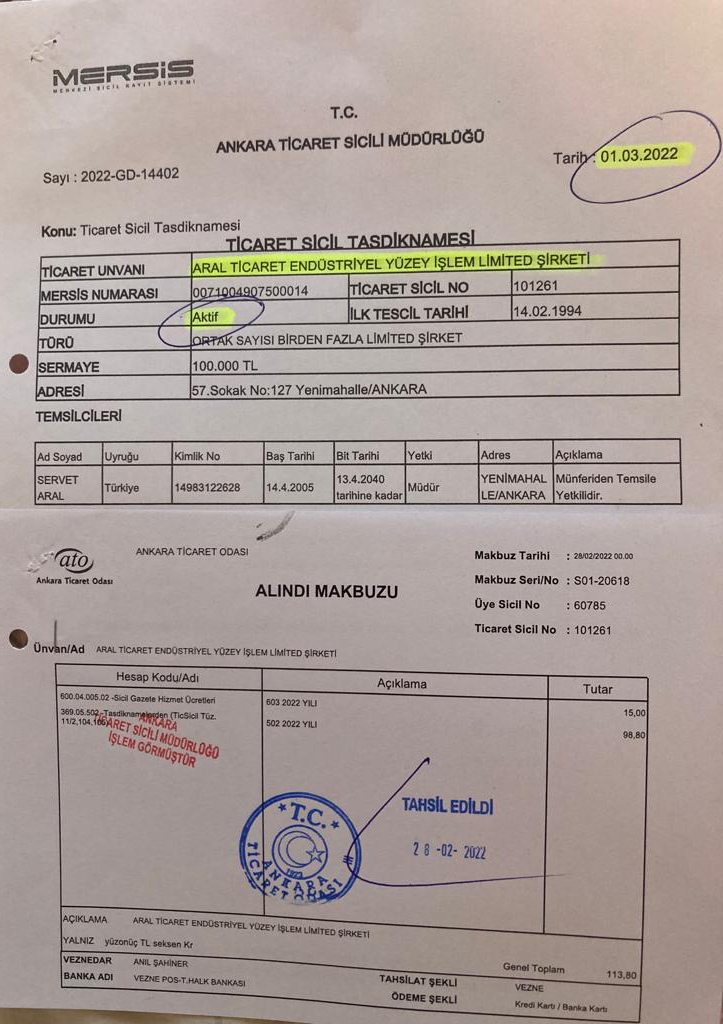 MERSİS
MERKEZİ SİCİL KAYIT SİSTEMİ
T.C.
ANKARA TİCARET SİCİLİ MÜDÜRLÜĞÜ
Tarih : 01.03.2022
Sayı : 2022-GD-14402
Konu: Ticaret Sicil Tasdiknamesi
TİCARET SİCİL TASDİKNAMESİ
TİCARET UNVANI ARAL TİCARET ENDÜSTRİYEL YÜZEY İŞLEM LİMİTED ŞİRKETİ
MERSİS NUMARASI 0071004907500014 TİCARET SİCİL NO 101261
DURUMU Aktif İLK TESCİL TARİHİ 14.02.1994
TÜRÜ ORTAK SAYISI BİRDEN FAZLA LİMİTED ŞİRKET
SERMAYE 100.000 TL
ADRESİ 57.Sokak No:127 Yenimahalle/ANKARA
TEMSİLCİLERİ
Ad Soyad Uyruğu Kimlik No Baş Tarihi Bit Tarihi Yetki Adres Açıklama
SERVET ARAL Türkiye 14983122628 14.4.2005 13.4.2040 tarihine kadar Müdür YENİMAHAL LE/ANKARA Münferiden Temsile Yetkilidir.
ato
Ankara Ticaret Odası
ANKARA TİCARET ODASI
ALINDI MAKBUZU
Makbuz Tarihi : 28/02/2022 00.00
Makbuz Seri/No : S01-20618
Üye Sicil No : 60785
Ticaret Sicil No : 101261
Ünvan/Ad ARAL TİCARET ENDÜSTRİYEL YÜZEY İŞLEM LİMİTED ŞİRKETİ
Hesap Kodu/Adı Açıklama Tutar
600.04.005.02 -Sicil Gazete Hizmet Ücretleri 603 2022 YILI 15,00
369.05.502 -Tasdiknamelerden (TicSicil Tüz. 502 2022 YILI 98,80
11/2,104,
ANKARA
TİCARET SİCİLİ MÜDÜRLÜĞÜ
İŞLEM GÖRMÜŞTÜR
T.C.
1923
ANKARA
TİCARET ODASI
TAHSİL EDİLDİ
28 -02- 2022
AÇIKLAMA ARAL TİCARET ENDÜSTRİYEL YÜZEY İŞLEM LİMİTED ŞİRKETİ
YALNIZ yüzonüç TL seksen Kr
VEZNEDAR ANIL ŞAHİNER Genel Toplam 113,80
BANKA ADI VEZNE POS-T.HALK BANKASI TAHSİLAT ŞEKLİ VEZNE
ÖDEME ŞEKLİ Kredi Kartı / Banka Kartı